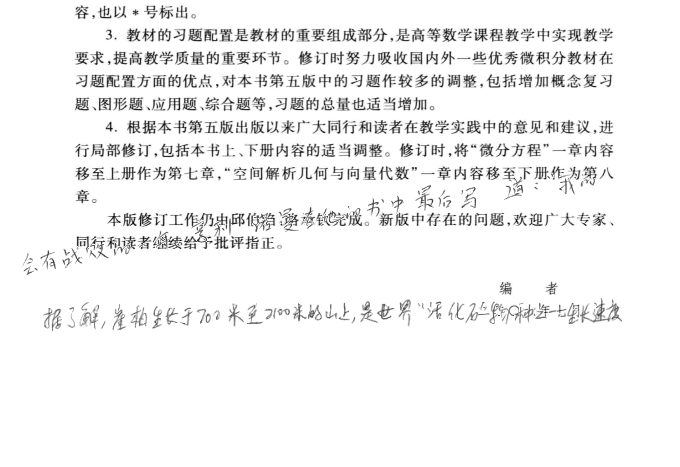 容,也以*号标出。
3. 教材的习题配置是教材的重要组成部分,是高等数学课程教学中实现教学
要求,提高教学质量的重要环节。修订时努力吸收国内外一些优秀微积分教材在
习题配置方面的优点,对本书第五版中的习题作较多的调整,包括增加概念复习
题、图形题、应用题、综合题等,习题的总量也适当增加。
4. 根据本书第五版出版以来广大同行和读者在教学实践中的意见和建议,进
行局部修订,包括本书上、下册内容的适当调整。修订时,将“微分方程”一章内容
移至上册作为第七章,“空间解析几何与向量代数”一章内容移至下册作为第八
章。
书中最后写道:我的
本版修订工作仍由邱伯驺、骆承钦完成。新版中存在的问题,欢迎广大专家、
同行和读者继续给予批评指正。
会有战
编 者
据了解,崖柏生长于700米至2100米的山上,是世界“活化石物种年七速度